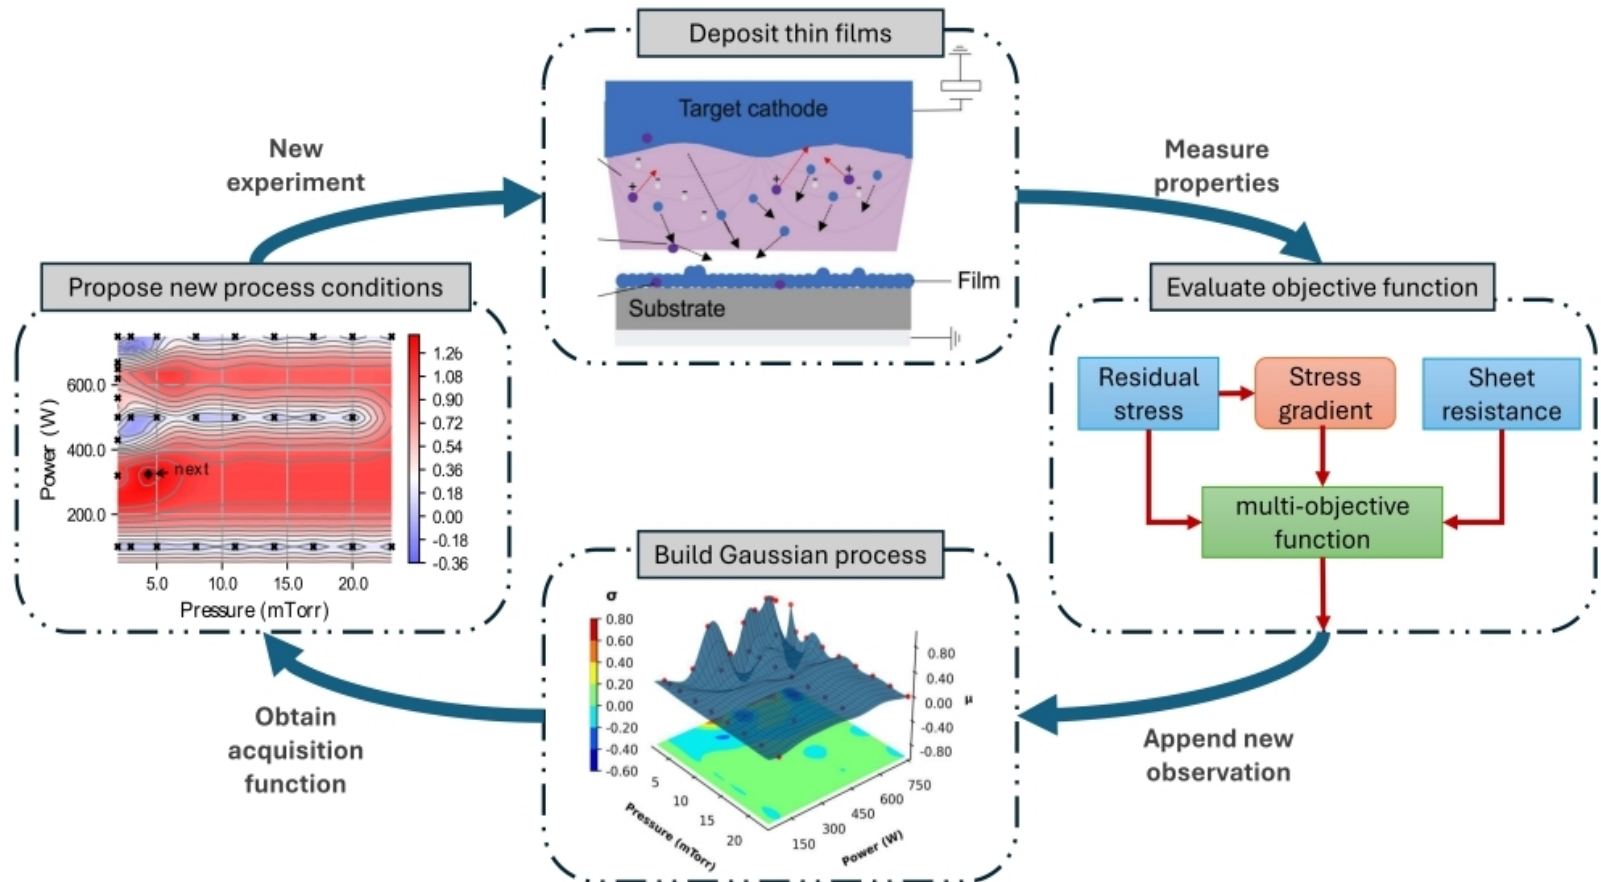 Deposit thin films
Target cathode
+
-
-
-
-
+
-
+
-
Film
Substrate
New
experiment
Measure
properties
Propose new process conditions
Power (W)
600.0
400.0
200.0
next
5.0
10.0
15.0
20.0
Pressure (mTorr)
1.26
1.08
0.90
0.72
0.54
0.36
0.18
0.00
-0.18
-0.36
Evaluate objective function
Residual
stress
Stress
gradient
Sheet
resistance
multi-objective
function
Build Gaussian process
σ
0.80
0.60
0.40
0.20
0.00
-0.20
-0.40
-0.60
0.80
0.40
0.00
-0.40
-0.80
μ
5
10
15
20
Pressure (mTorr)
150
300
450
600
750
Power (W)
Obtain
acquisition
function
Append new
observation